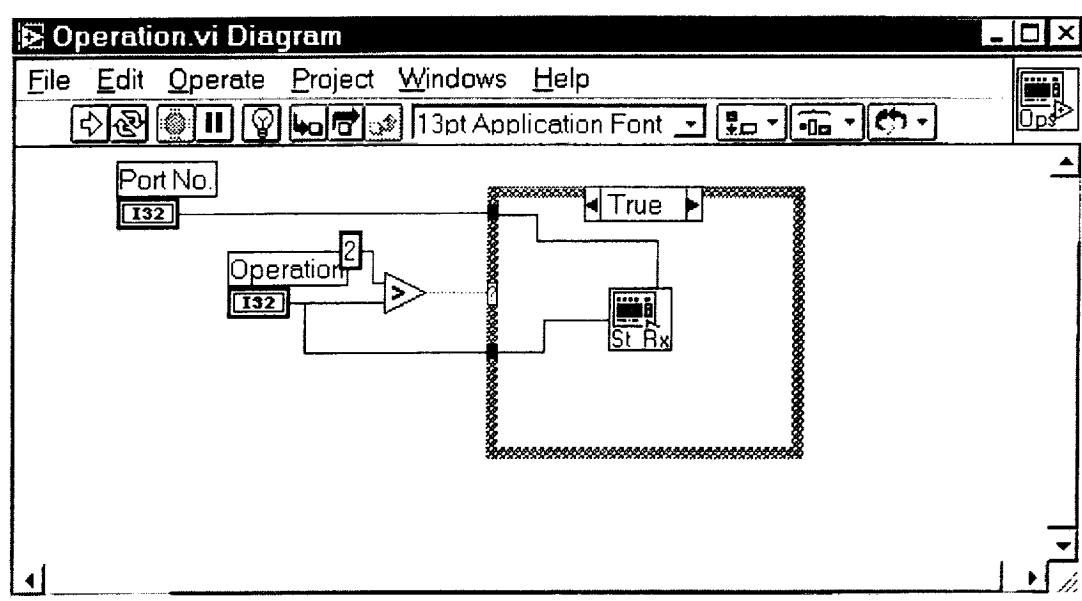 Operation.vi Diagram
File Edit Operate Project Windows Help
13pt Application Font
Ops
Port No.
I32
True
2
Operation
I32
>
?
St Rx